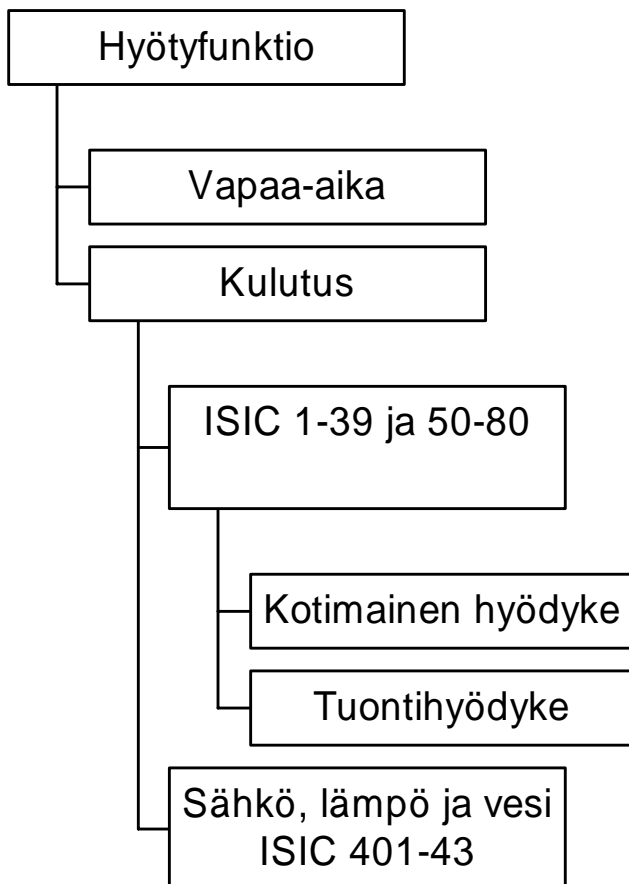 Hyötyfunktio
Vapaa-aika
Kulutus
ISIC 1-39 ja 50-80
Kotimainen hyödyke
Tuontihyödyke
Sähkö, lämpö ja vesi
ISIC 401-43